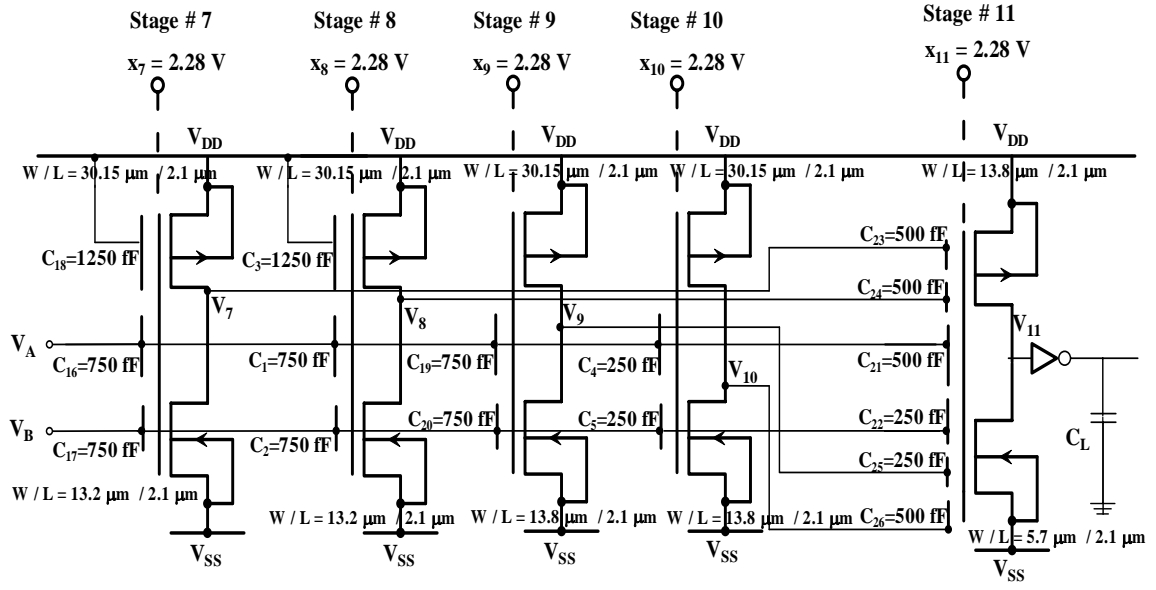 Stage # 7 Stage # 8 Stage # 9 Stage # 10 Stage # 11
x7 = 2.28 V x8 = 2.28 V x9 = 2.28 V x10 = 2.28 V x11 = 2.28 V
VDD VDD VDD VDD VDD
W / L = 30.15 μm / 2.1 μm W / L = 30.15 μm / 2.1 μm W / L = 30.15 μm / 2.1 μm W / L = 30.15 μm / 2.1 μm W / L = 13.8 μm / 2.1 μm
C23=500 fF
C18=1250 fF C3=1250 fF
C24=500 fF
V7 V8 V9 V11
VA
C21=500 fF
C16=750 fF C1=750 fF C19=750 fF C4=250 fF
V10
VB
C20=750 fF C5=250 fF C22=250 fF
C17=750 fF C2=750 fF
C25=250 fF
CL
W / L = 13.2 μm / 2.1 μm
W / L = 13.2 μm / 2.1 μm W / L = 13.8 μm / 2.1 μm W / L = 13.8 μm / 2.1 μm C26=500 fF
W / L = 5.7 μm / 2.1 μm
VSS VSS VSS VSS VSS